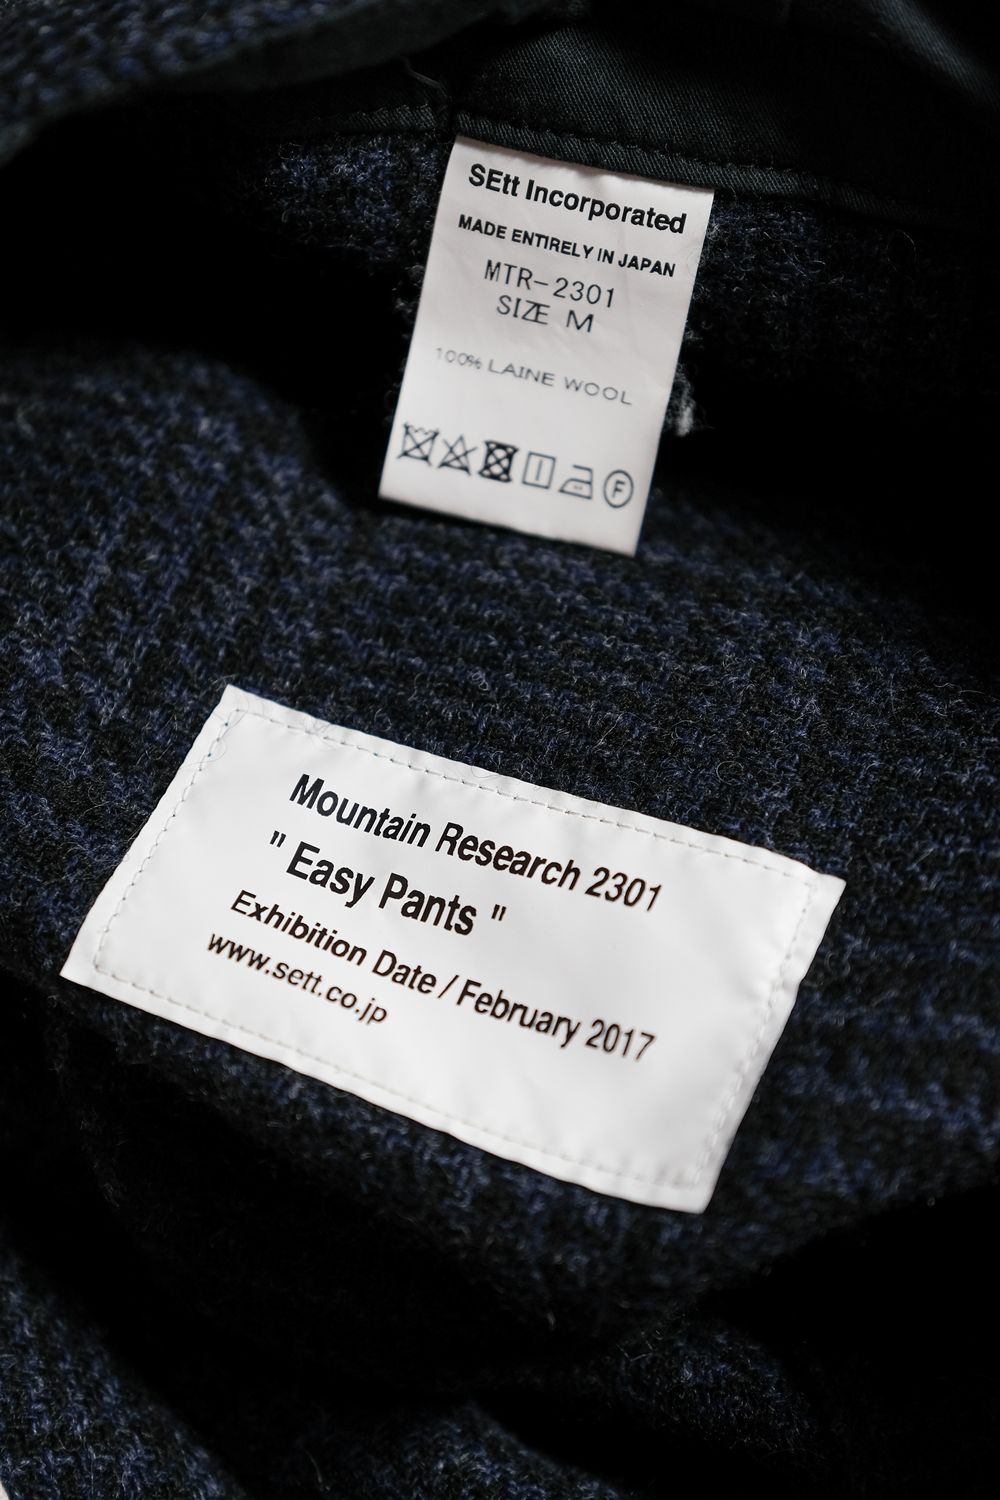 SEtt Incorporated
MADE ENTIRELY IN JAPAN
MTR-2301
SIZE M
100% LAINE WOOL
F
Mountain Research 2301
" Easy Pants "
Exhibition Date / February 2017
www.sett.co.jp